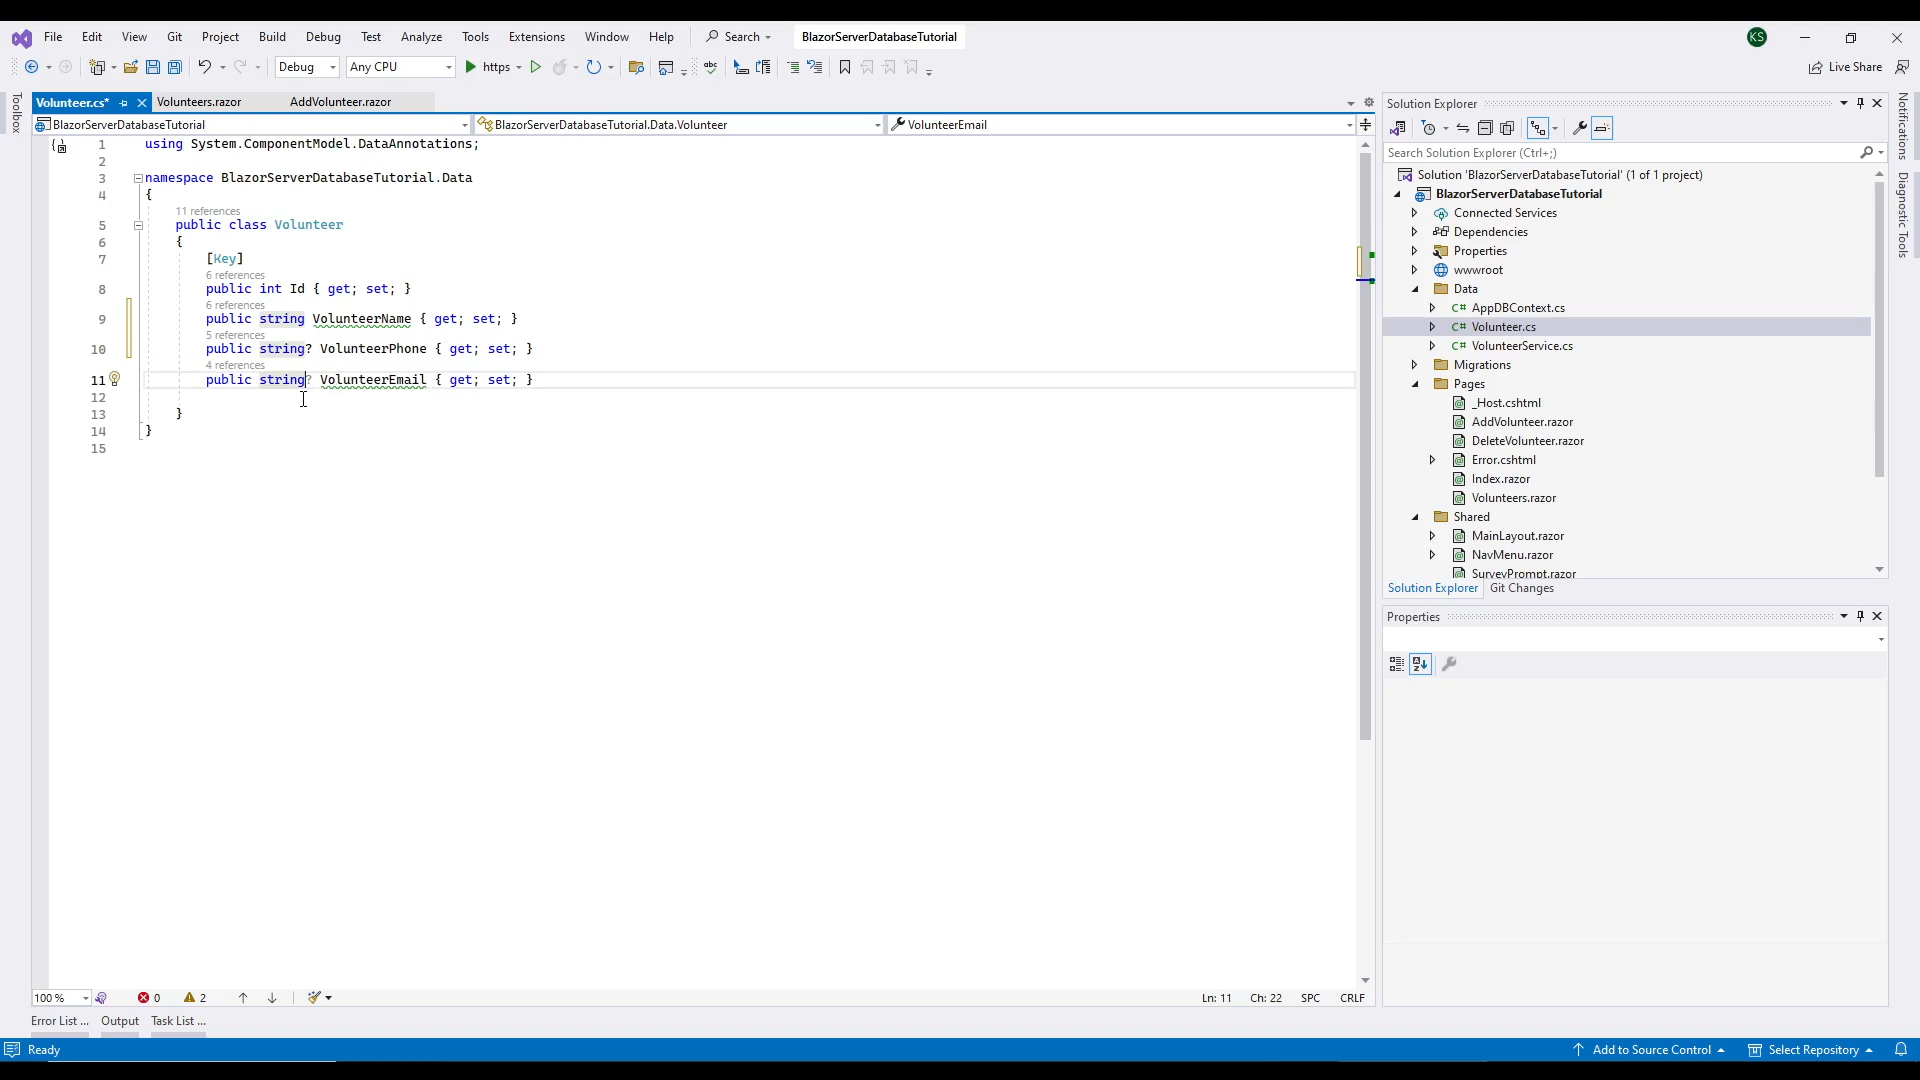 File Edit View Git Project Build Debug Test Analyze Tools Extensions Window Help Search BlazorServerDatabaseTutorial KS
Debug Any CPU https Live Share
Toolbox
Volunteer.cs* Volunteers.razor AddVolunteer.razor
BlazorServerDatabaseTutorial BlazorServerDatabaseTutorial.Data.Volunteer VolunteerEmail
1 using System.ComponentModel.DataAnnotations;
2
3 namespace BlazorServerDatabaseTutorial.Data
4 {
11 references
5 public class Volunteer
6 {
7 [Key]
6 references
8 public int Id { get; set; }
6 references
9 public string VolunteerName { get; set; }
5 references
10 public string? VolunteerPhone { get; set; }
4 references
11 public string? VolunteerEmail { get; set; }
12
13 }
14 }
15
100 % 0 2 Ln: 11 Ch: 22 SPC CRLF
Error List ... Output Task List ...
Solution Explorer
Search Solution Explorer (Ctrl+;)
Solution 'BlazorServerDatabaseTutorial' (1 of 1 project)
BlazorServerDatabaseTutorial
Connected Services
Dependencies
Properties
wwwroot
Data
C# AppDBContext.cs
C# Volunteer.cs
C# VolunteerService.cs
Migrations
Pages
_Host.cshtml
AddVolunteer.razor
DeleteVolunteer.razor
Error.cshtml
Index.razor
Volunteers.razor
Shared
MainLayout.razor
NavMenu.razor
SurveyPrompt.razor
Solution Explorer Git Changes
Properties
Notifications
Diagnostic Tools
Ready Add to Source Control Select Repository